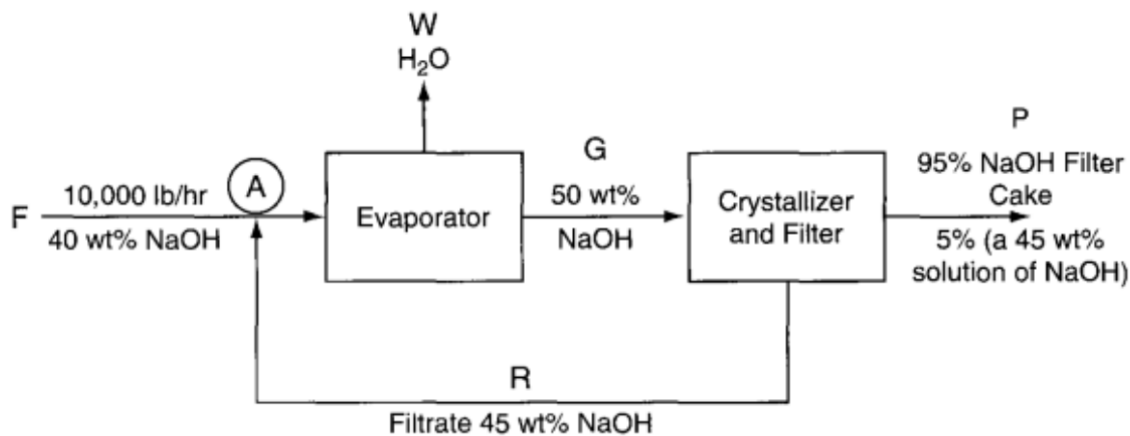 W
H₂O
P
G
95% NaOH Filter
Cake
10,000 lb/hr
A
50 wt%
Crystallizer
and Filter
F
Evaporator
40 wt% NaOH
NaOH
5% (a 45 wt%
solution of NaOH)
R
Filtrate 45 wt% NaOH